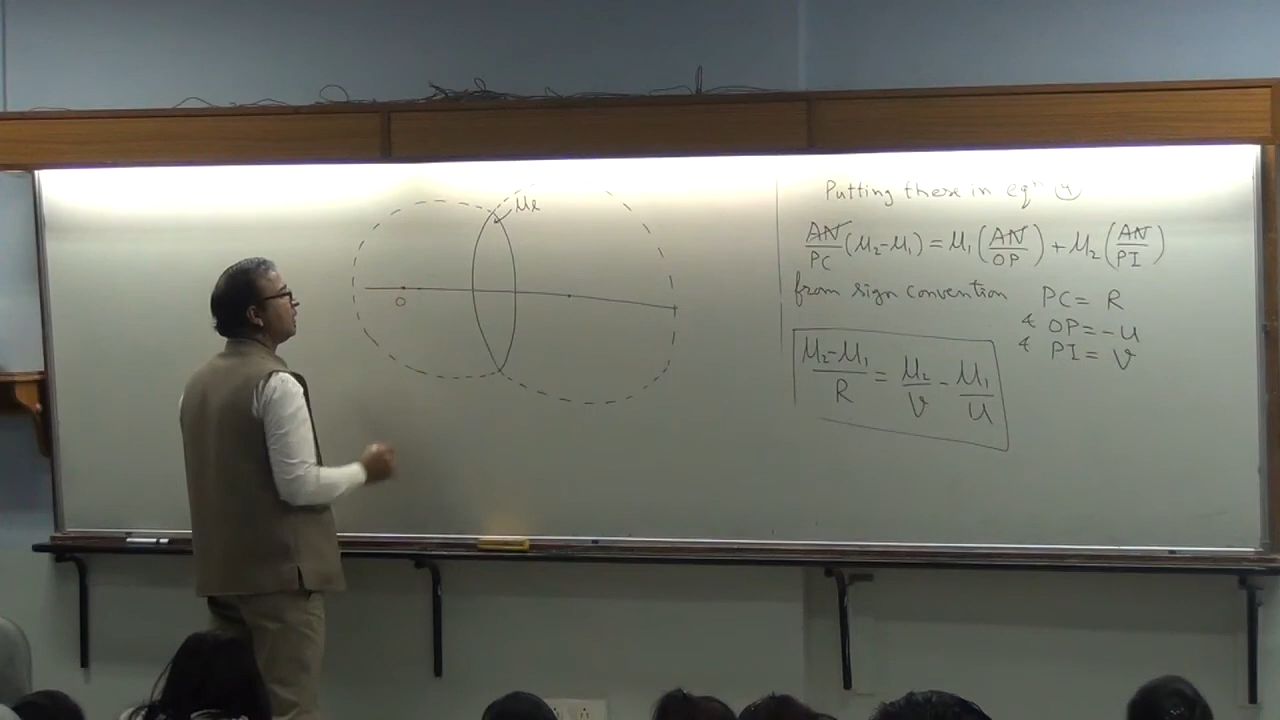 μ₂
O
Putting these in eqⁿ (4)
AN/PC (μ₂-μ₁) = μ₁(AN/OP) + μ₂(AN/PI)
from sign convention PC = R
& OP = -u
& PI = v
(μ₂-μ₁)/R = μ₂/v - μ₁/u